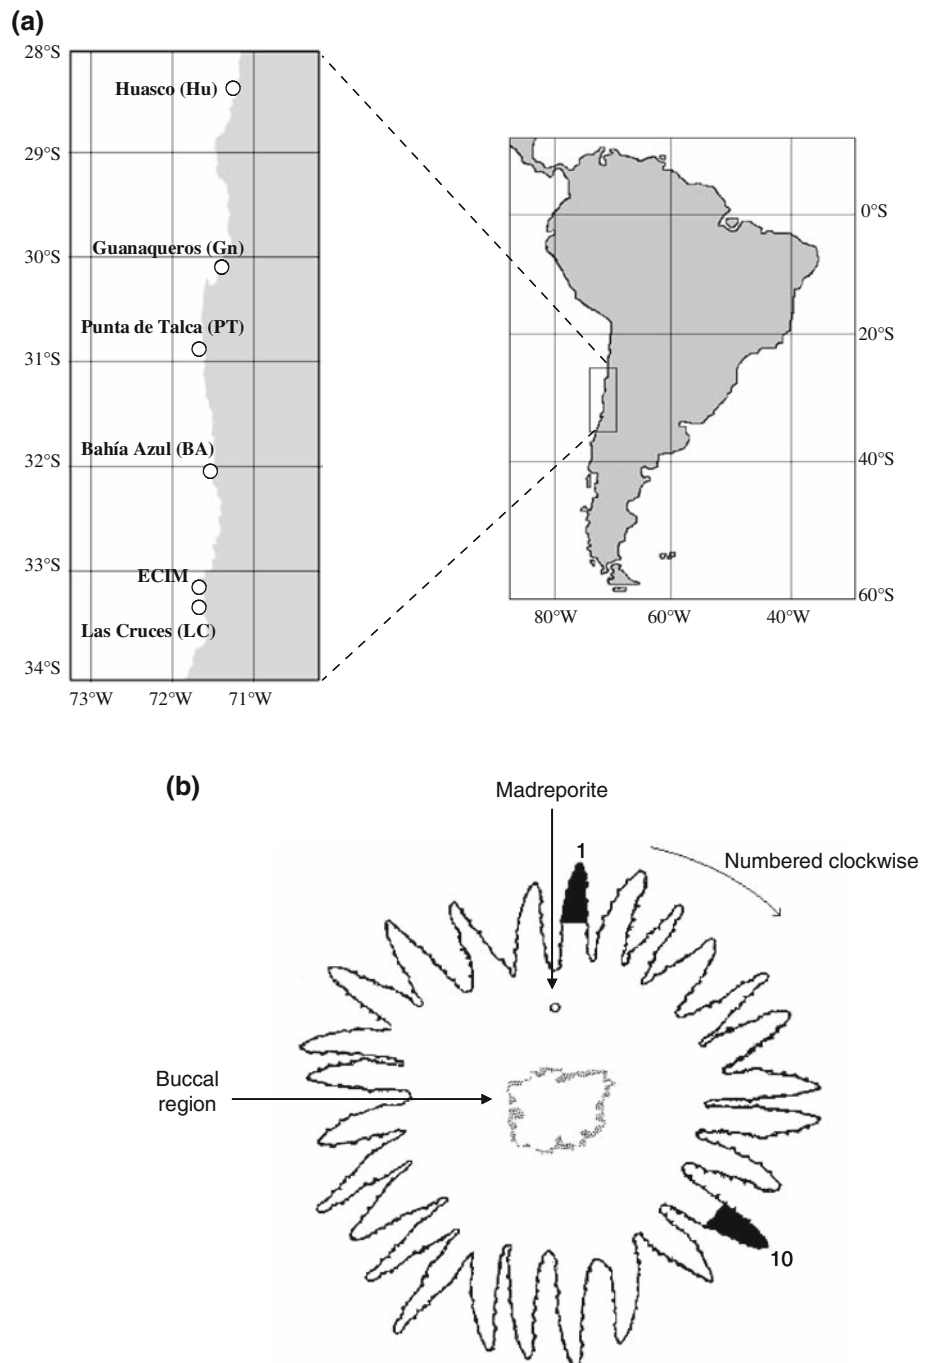 (a)
28°S
Huasco (Hu)
29°S
Guanaqueros (Gn)
30°S
Punta de Talca (PT)
31°S
Bahía Azul (BA)
32°S
33°S
ECIM
Las Cruces (LC)
34°S
73°W 72°W 71°W
0°S
20°S
40°S
60°S
80°W 60°W 40°W
(b)
Madreporite
1
Numbered clockwise
Buccal
region
10